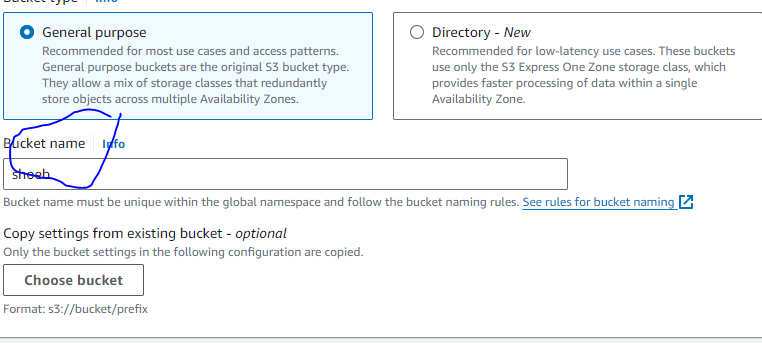 Bucket type Info
General purpose
Recommended for most use cases and access patterns.
General purpose buckets are the original S3 bucket type.
They allow a mix of storage classes that redundantly
store objects across multiple Availability Zones.
Directory - New
Recommended for low-latency use cases. These buckets
use only the S3 Express One Zone storage class, which
provides faster processing of data within a single
Availability Zone.
Bucket name Info
shoeb
Bucket name must be unique within the global namespace and follow the bucket naming rules. See rules for bucket naming
Copy settings from existing bucket - optional
Only the bucket settings in the following configuration are copied.
Choose bucket
Format: s3://bucket/prefix